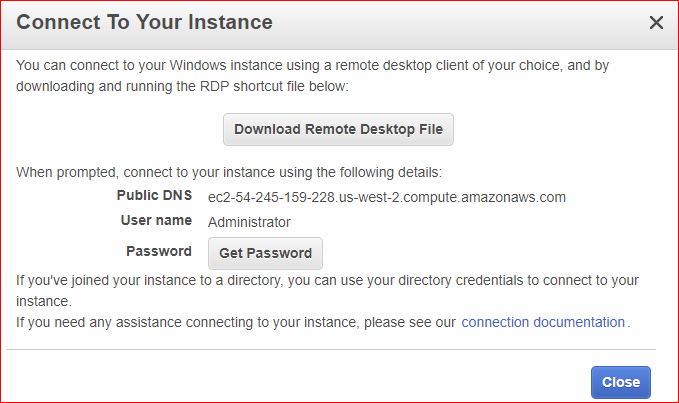 Connect To Your Instance
You can connect to your Windows instance using a remote desktop client of your choice, and by
downloading and running the RDP shortcut file below:
Download Remote Desktop File
When prompted, connect to your instance using the following details:
Public DNS ec2-54-245-159-228.us-west-2.compute.amazonaws.com
User name Administrator
Password Get Password
If you've joined your instance to a directory, you can use your directory credentials to connect to your
instance.
If you need any assistance connecting to your instance, please see our connection documentation.
Close